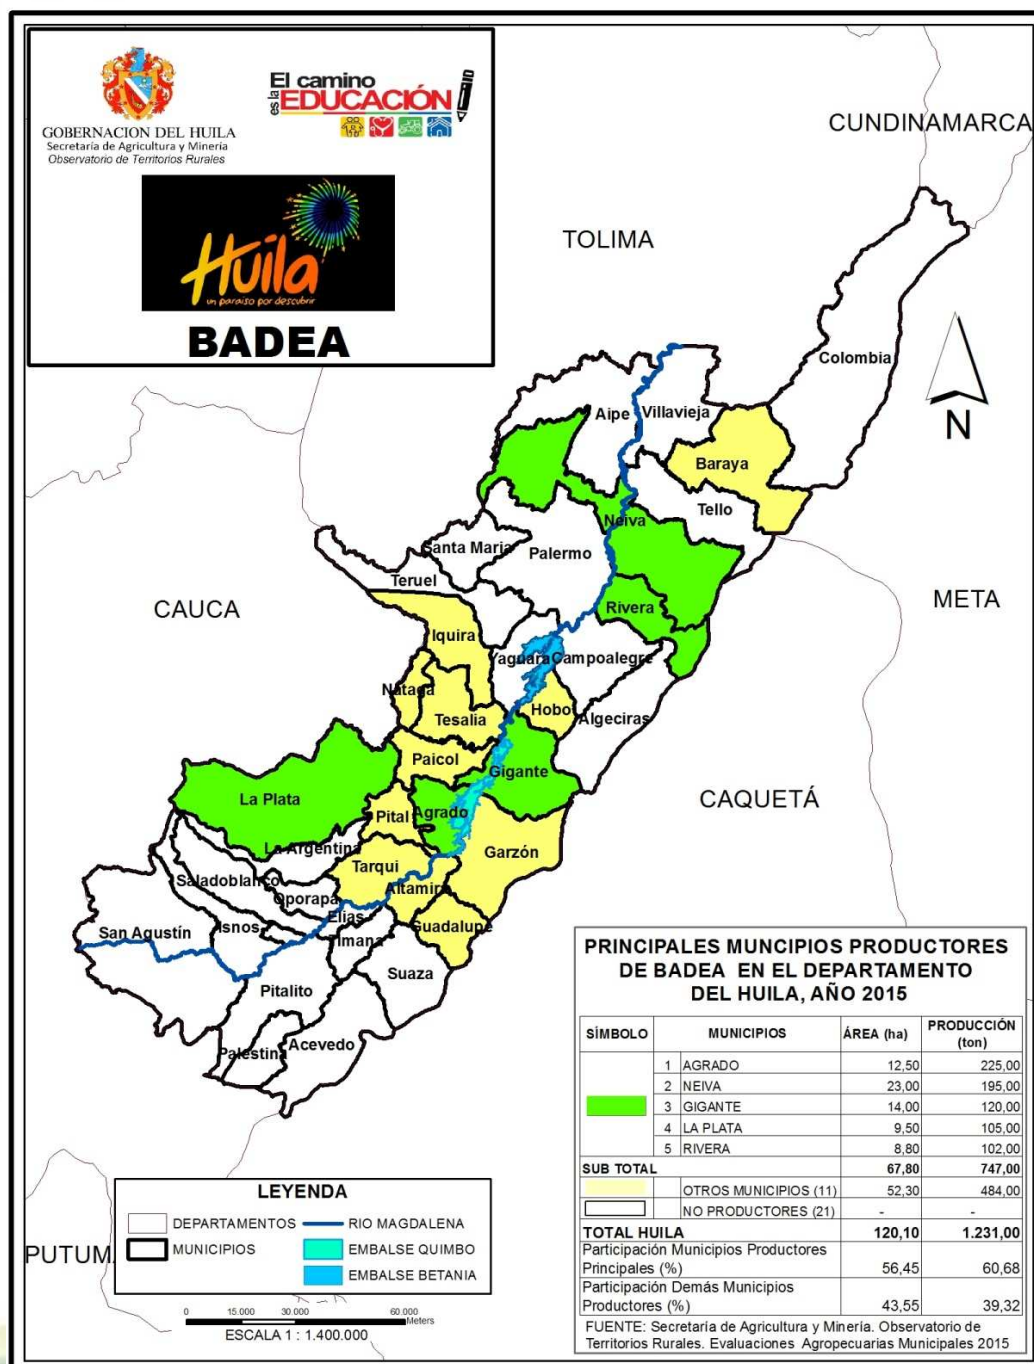 GOBERNACION DEL HUILA
Secretaría de Agricultura y Minería
Observatorio de Territorios Rurales
El camino
es la EDUCACIÓN
Huila
un paraíso por descubrir
BADEA
CUNDINAMARCA
TOLIMA
Colombia
N
Aipe
Villavieja
Baraya
Tello
Neiva
Santa Maria
Palermo
Teruel
META
CAUCA
Rivera
Iquira
Yaguará
Campoalegre
Nátaga
Tesalia
Hobo
Algeciras
Paicol
Gigante
La Plata
CAQUETÁ
Pital
Agrado
La Argentina
Garzón
Tarqui
Saladoblanco
Altamira
Oporapa
Elías
Guadalupe
San Agustín
Isnos
Timaná
Suaza
Pitalito
Palestina
Acevedo
PUTUM
LEYENDA
DEPARTAMENTOS RIO MAGDALENA
MUNICIPIOS EMBALSE QUIMBO
EMBALSE BETANIA
0 15.000 30.000 60.000
Meters
ESCALA 1 : 1.400.000
PRINCIPALES MUNCIPIOS PRODUCTORES
DE BADEA EN EL DEPARTAMENTO
DEL HUILA, AÑO 2015
SÍMBOLO MUNICIPIOS ÁREA (ha) PRODUCCIÓN (ton)
1 AGRADO 12,50 225,00
2 NEIVA 23,00 195,00
3 GIGANTE 14,00 120,00
4 LA PLATA 9,50 105,00
5 RIVERA 8,80 102,00
SUB TOTAL 67,80 747,00
OTROS MUNICIPIOS (11) 52,30 484,00
NO PRODUCTORES (21) - -
TOTAL HUILA 120,10 1.231,00
Participación Municipios Productores
Principales (%) 56,45 60,68
Participación Demás Municipios
Productores (%) 43,55 39,32
FUENTE: Secretaría de Agricultura y Minería. Observatorio de
Territorios Rurales. Evaluaciones Agropecuarias Municipales 2015